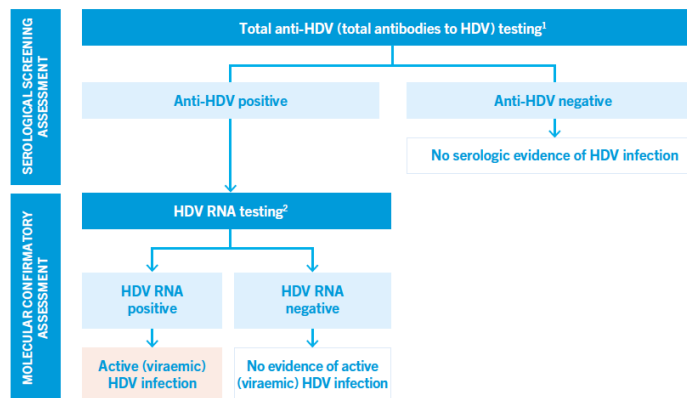 SEROLOGICAL SCREENING
ASSESSMENT
Total anti-HDV (total antibodies to HDV) testing¹
Anti-HDV positive
Anti-HDV negative
No serologic evidence of HDV infection
MOLECULAR CONFIRMATORY
ASSESSMENT
HDV RNA testing²
HDV RNA
positive
HDV RNA
negative
Active (viraemic)
HDV infection
No evidence of active
(viraemic) HDV infection